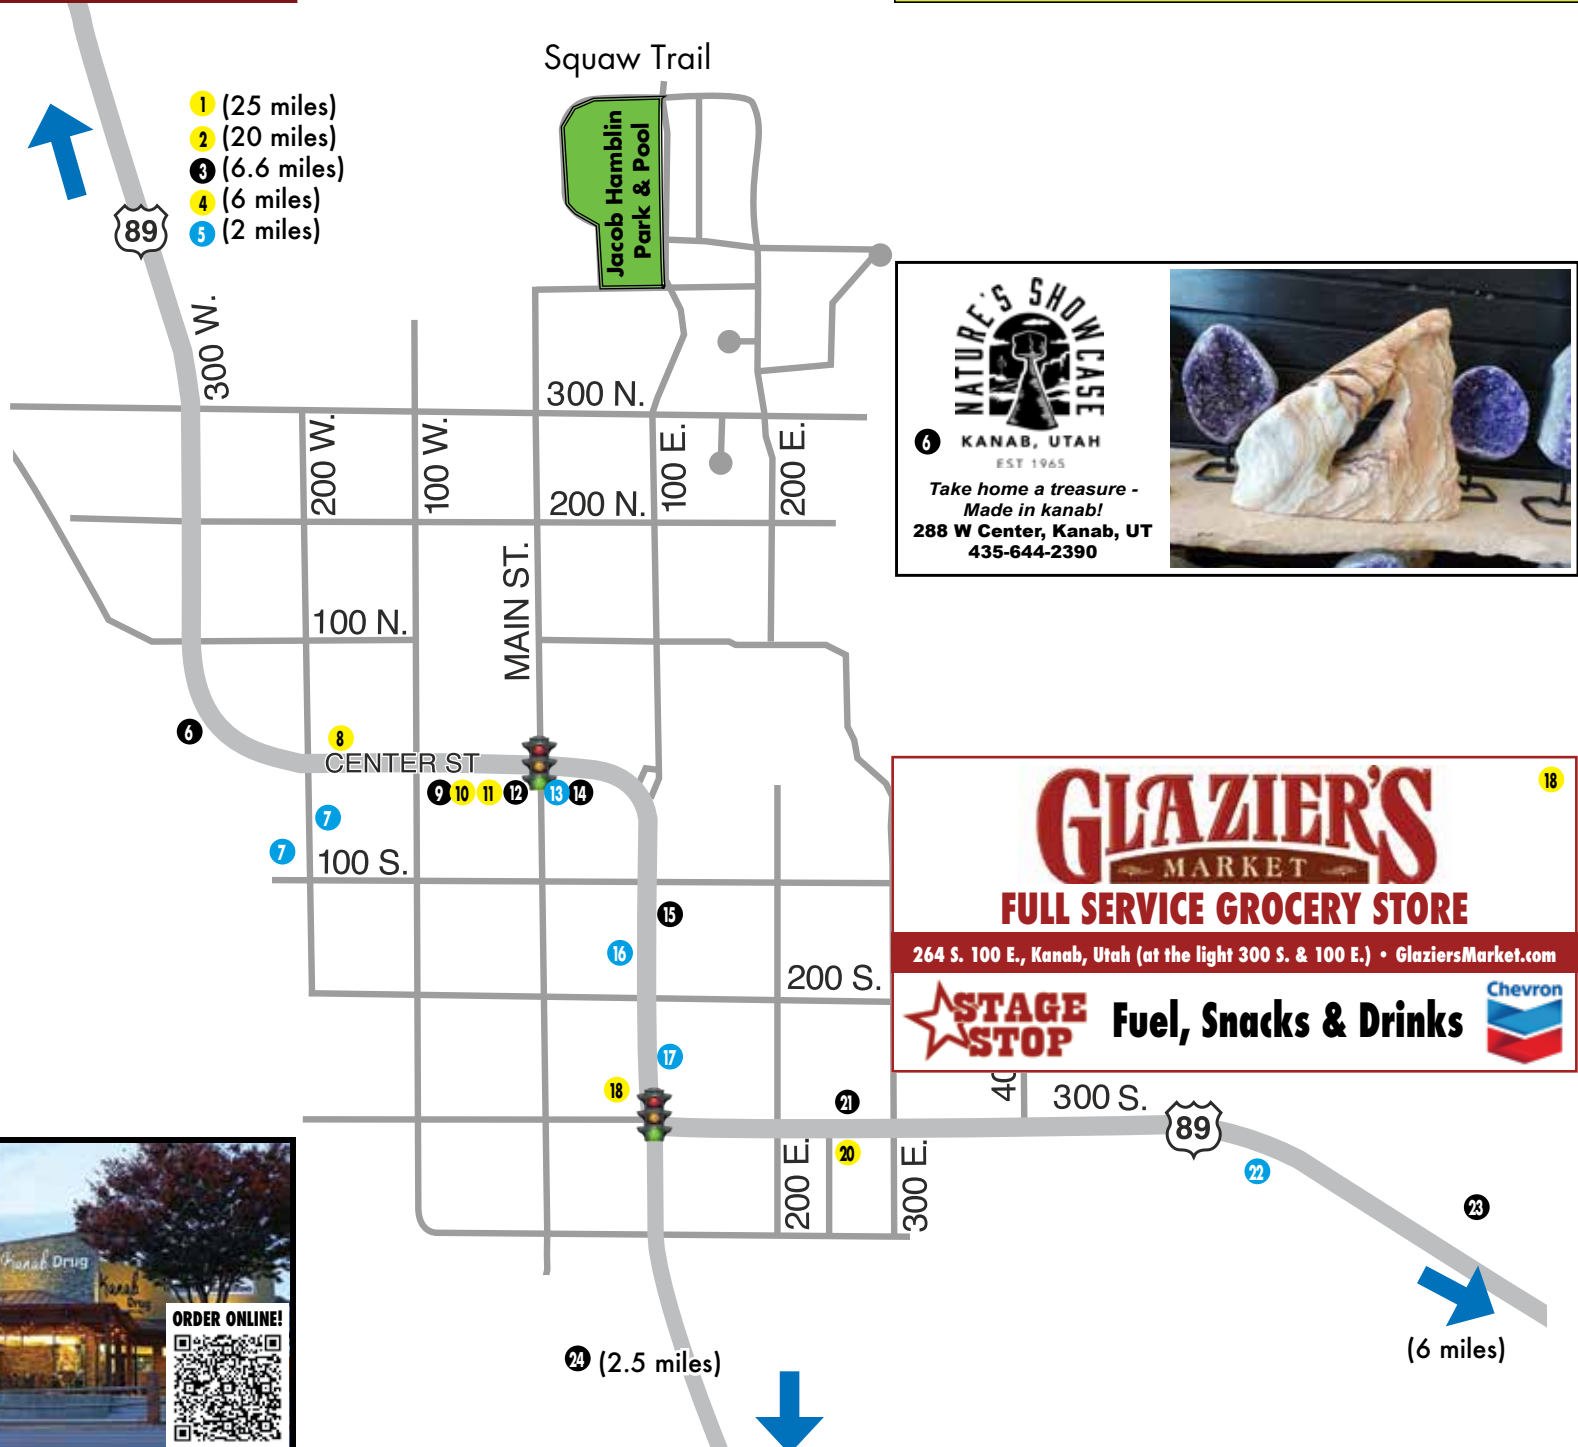 Squaw Trail
1 (25 miles)
2 (20 miles)
3 (6.6 miles)
4 (6 miles)
5 (2 miles)
Jacob Hamblin
Park & Pool
89
300 W.
300 N.
200 W.
100 W.
100 E.
200 E.
200 N.
MAIN ST.
100 N.
NATURE'S SHOWCASE
6
KANAB, UTAH
EST 1965
Take home a treasure -
Made in kanab!
288 W Center, Kanab, UT
435-644-2390
6
8
CENTER ST
9 10 11 12 13 14
7
7
100 S.
15
16
200 S.
17
18
18
GLAZIER'S
MARKET
FULL SERVICE GROCERY STORE
264 S. 100 E., Kanab, Utah (at the light 300 S. & 100 E.) • GlaziersMarket.com
STAGE
STOP
Fuel, Snacks & Drinks
Chevron
21
40
300 S.
89
20
200 E.
300 E.
22
23
(6 miles)
24 (2.5 miles)
Kanab Drug
Kanab
Drug
ORDER ONLINE!